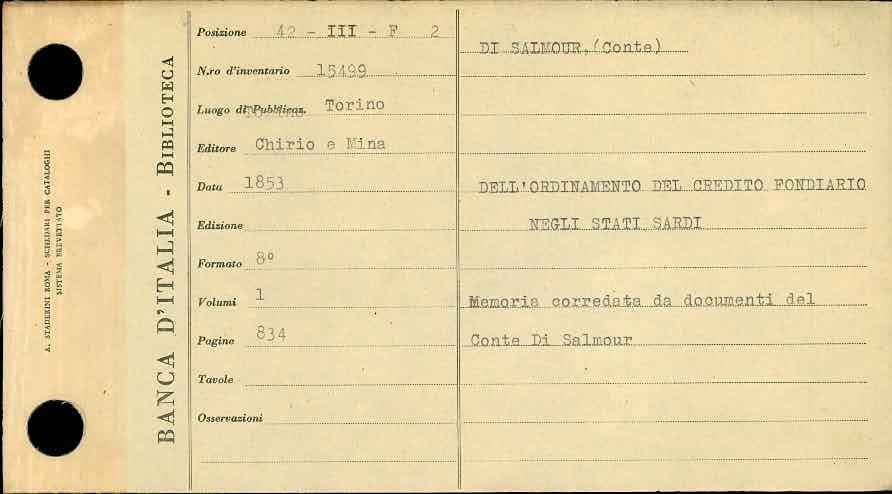 A. STADERINI ROMA - SCHEDARI PER CATALOGHI
SISTEMA BREVETTATO
BANCA D'ITALIA - BIBLIOTECA
Posizione 42 - III - F 2
N.ro d'inventario 15499
Luogo di Pubblicaz. Torino
Editore Chirio e Mina
Data 1853
Edizione
Formato 8º
Volumi 1
Pagine 834
Tavole
Osservazioni
DI SALMOUR,(Conte)
DELL'ORDINAMENTO DEL CREDITO FONDIARIO
NEGLI STATI SARDI
Memoria corredata da documenti del
Conte Di Salmour